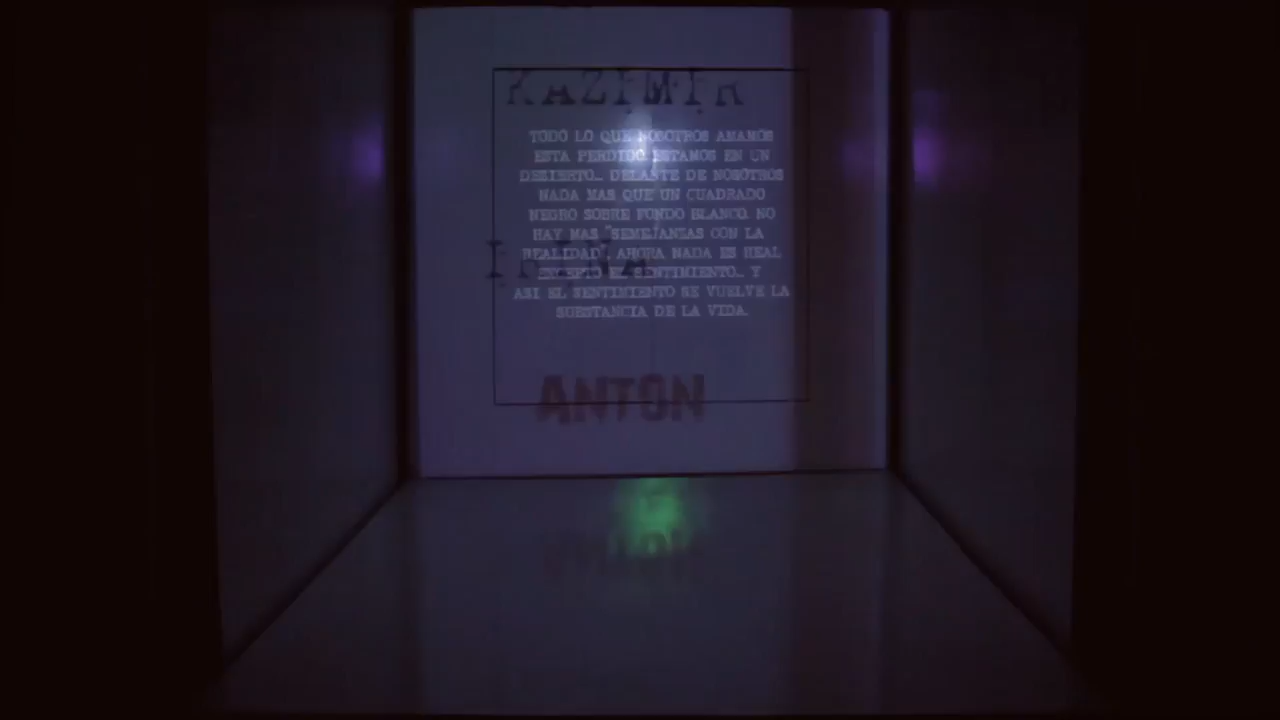 KAZIMIR
TODO LO QUE NOSOTROS AMAMOS
ESTA PERDIDO. ESTAMOS EN UN
DESIERTO... DELANTE DE NOSOTROS
NADA MAS QUE UN CUADRADO
NEGRO SOBRE FONDO BLANCO. NO
HAY MAS "SEMEJANZAS CON LA
REALIDAD". AHORA NADA ES REAL
EXCEPTO EL SENTIMIENTO... Y
ASI EL SENTIMIENTO SE VUELVE LA
SUBSTANCIA DE LA VIDA.
IRINA
ANTON